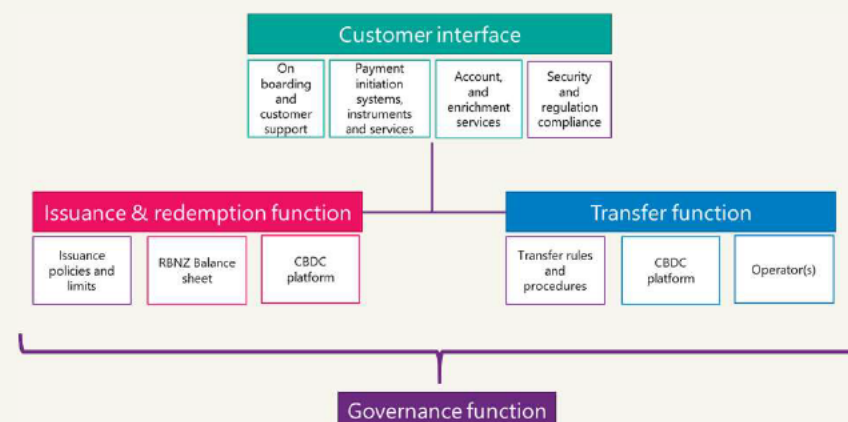 Customer interface
On
boarding
and
customer
support
Payment
initiation
systems,
instruments
and services
Account,
and
enrichment
services
Security
and
regulation
compliance
Issuance & redemption function
Transfer function
Issuance
policies and
limits
RBNZ Balance
sheet
CBDC
platform
Transfer rules
and
procedures
CBDC
platform
Operator(s)
Governance function